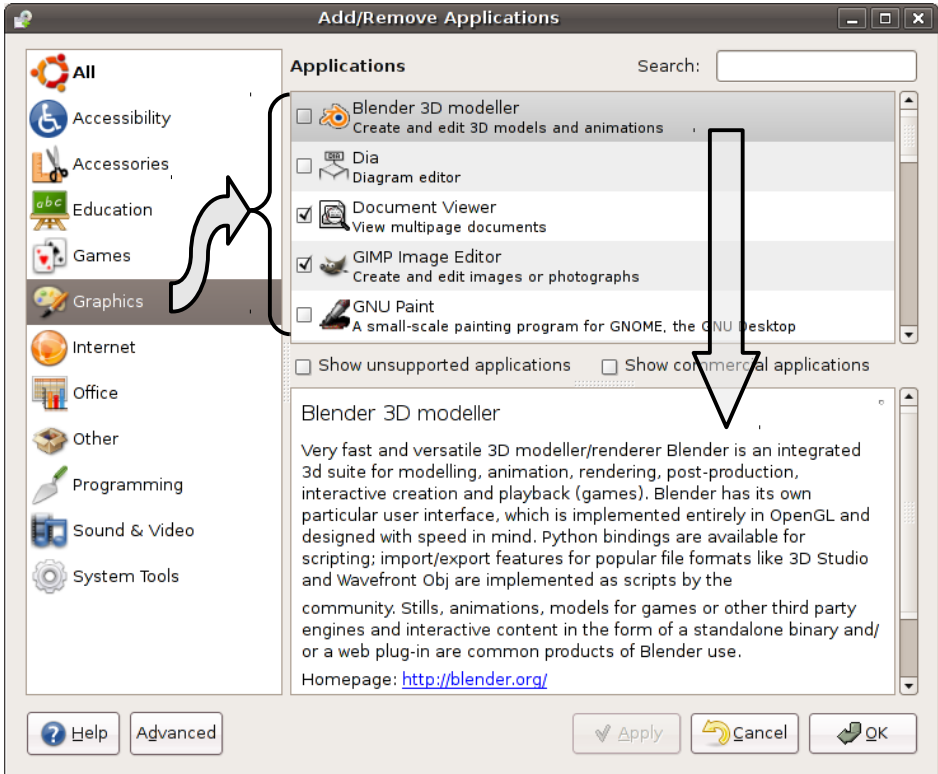 Add/Remove Applications
All
Accessibility
Accessories
abc
Education
Games
Graphics
Internet
Office
Other
Programming
Sound & Video
System Tools
Applications
Search:
Blender 3D modeller
Create and edit 3D models and animations
DIA
Dia
Diagram editor
Document Viewer
View multipage documents
GIMP Image Editor
Create and edit images or photographs
GNU Paint
A small-scale painting program for GNOME, the GNU Desktop
Show unsupported applications
Show commercial applications
Blender 3D modeller
Very fast and versatile 3D modeller/renderer Blender is an integrated
3d suite for modelling, animation, rendering, post-production,
interactive creation and playback (games). Blender has its own
particular user interface, which is implemented entirely in OpenGL and
designed with speed in mind. Python bindings are available for
scripting; import/export features for popular file formats like 3D Studio
and Wavefront Obj are implemented as scripts by the
community. Stills, animations, models for games or other third party
engines and interactive content in the form of a standalone binary and/
or a web plug-in are common products of Blender use.
Homepage: http://blender.org/
Help
Advanced
Apply
Cancel
OK